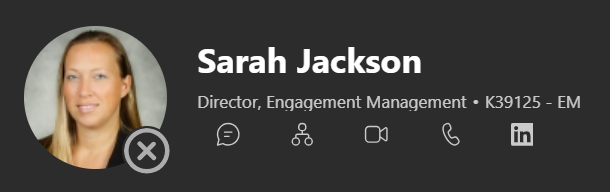 Sarah Jackson
Director, Engagement Management • K39125 - EM
in